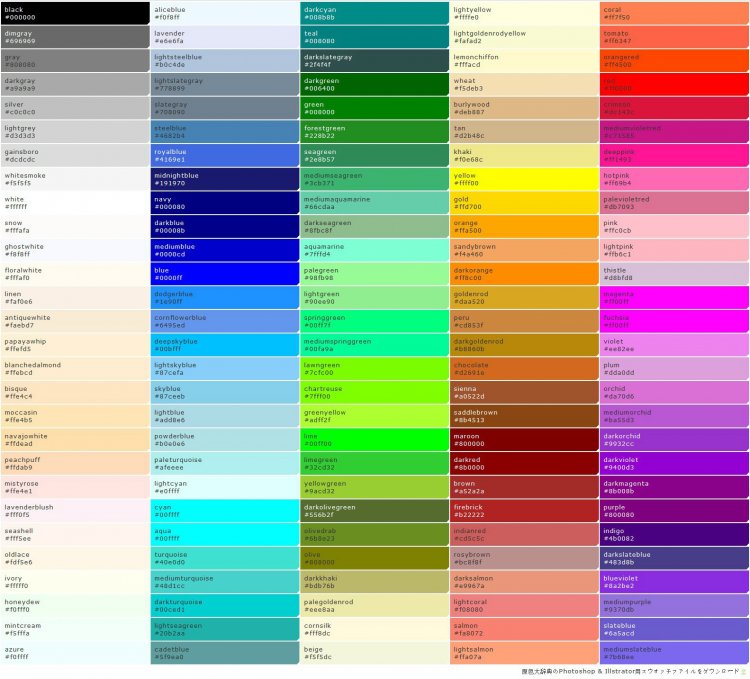 black
#000000
dimgray
#696969
gray
#808080
darkgray
#a9a9a9
silver
#c0c0c0
lightgrey
#d3d3d3
gainsboro
#dcdcdc
whitesmoke
#f5f5f5
white
#ffffff
snow
#fffafa
ghostwhite
#f8f8ff
floralwhite
#fffaf0
linen
#faf0e6
antiquewhite
#faebd7
papayawhip
#ffefd5
blanchedalmond
#ffebcd
bisque
#ffe4c4
moccasin
#ffe4b5
navajowhite
#ffdead
peachpuff
#ffdab9
mistyrose
#ffe4e1
lavenderblush
#fff0f5
seashell
#fff5ee
oldlace
#fdf5e6
ivory
#fffff0
honeydew
#f0fff0
mintcream
#f5fffa
azure
#f0ffff
aliceblue
#f0f8ff
lavender
#e6e6fa
lightsteelblue
#b0c4de
lightslategray
#778899
slategray
#708090
steelblue
#4682b4
royalblue
#4169e1
midnightblue
#191970
navy
#000080
darkblue
#00008b
mediumblue
#0000cd
blue
#0000ff
dodgerblue
#1e90ff
cornflowerblue
#6495ed
deepskyblue
#00bfff
lightskyblue
#87cefa
skyblue
#87ceeb
lightblue
#add8e6
powderblue
#b0e0e6
paleturquoise
#afeeee
lightcyan
#e0ffff
cyan
#00ffff
aqua
#00ffff
turquoise
#40e0d0
mediumturquoise
#48d1cc
darkturquoise
#00ced1
lightseagreen
#20b2aa
cadetblue
#5f9ea0
darkcyan
#008b8b
teal
#008080
darkslategray
#2f4f4f
darkgreen
#006400
green
#008000
forestgreen
#228b22
seagreen
#2e8b57
mediumseagreen
#3cb371
mediumaquamarine
#66cdaa
darkseagreen
#8fbc8f
aquamarine
#7fffd4
palegreen
#98fb98
lightgreen
#90ee90
springgreen
#00ff7f
mediumspringgreen
#00fa9a
lawngreen
#7cfc00
chartreuse
#7fff00
greenyellow
#adff2f
lime
#00ff00
limegreen
#32cd32
yellowgreen
#9acd32
darkolivegreen
#556b2f
olivedrab
#6b8e23
olive
#808000
darkkhaki
#bdb76b
palegoldenrod
#eee8aa
cornsilk
#fff8dc
beige
#f5f5dc
lightyellow
#ffffe0
lightgoldenrodyellow
#fafad2
lemonchiffon
#fffacd
wheat
#f5deb3
burlywood
#deb887
tan
#d2b48c
khaki
#f0e68c
yellow
#ffff00
gold
#ffd700
orange
#ffa500
sandybrown
#f4a460
darkorange
#ff8c00
goldenrod
#daa520
peru
#cd853f
darkgoldenrod
#b8860b
chocolate
#d2691e
sienna
#a0522d
saddlebrown
#8b4513
maroon
#800000
darkred
#8b0000
brown
#a52a2a
firebrick
#b22222
indianred
#cd5c5c
rosybrown
#bc8f8f
darksalmon
#e9967a
lightcoral
#f08080
salmon
#fa8072
lightsalmon
#ffa07a
coral
#ff7f50
tomato
#ff6347
orangered
#ff4500
red
#ff0000
crimson
#dc143c
mediumvioletred
#c71585
deeppink
#ff1493
hotpink
#ff69b4
palevioletred
#db7093
pink
#ffc0cb
lightpink
#ffb6c1
thistle
#d8bfd8
magenta
#ff00ff
fuchsia
#ff00ff
violet
#ee82ee
plum
#dda0dd
orchid
#da70d6
mediumorchid
#ba55d3
darkorchid
#9932cc
darkviolet
#9400d3
darkmagenta
#8b008b
purple
#800080
indigo
#4b0082
darkslateblue
#483d8b
blueviolet
#8a2be2
mediumpurple
#9370db
slateblue
#6a5acd
mediumslateblue
#7b68ee
原色大辞典のPhotoshop & Illstrator用スウォッチファイルをダウンロード